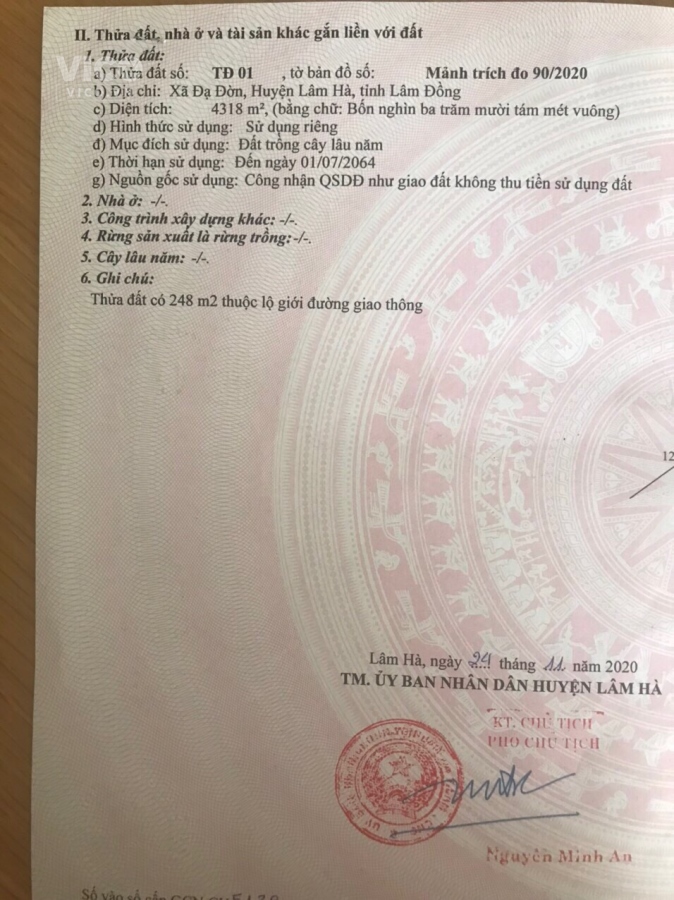 II. Thửa đất, nhà ở và tài sản khác gắn liền với đất
1. Thửa đất:
a) Thửa đất số: TĐ 01 , tờ bản đồ số: Mảnh trích đo 90/2020
b) Địa chỉ: Xã Đạ Đờn, Huyện Lâm Hà, tỉnh Lâm Đồng
c) Diện tích: 4318 m², (bằng chữ: Bốn nghìn ba trăm mười tám mét vuông)
d) Hình thức sử dụng: Sử dụng riêng
đ) Mục đích sử dụng: Đất trồng cây lâu năm
e) Thời hạn sử dụng: Đến ngày 01/07/2064
g) Nguồn gốc sử dụng: Công nhận QSDĐ như giao đất không thu tiền sử dụng đất
2. Nhà ở: -/-.
3. Công trình xây dựng khác: -/-.
4. Rừng sản xuất là rừng trồng:-/-.
5. Cây lâu năm: -/-.
6. Ghi chú:
Thửa đất có 248 m2 thuộc lộ giới đường giao thông
12
Lâm Hà, ngày 24 tháng 11 năm 2020
TM. ỦY BAN NHÂN DÂN HUYỆN LÂM HÀ
KT. CHỦ TỊCH
PHÓ CHỦ TỊCH
Nguyễn Minh An
Số vào sổ cấp GCN